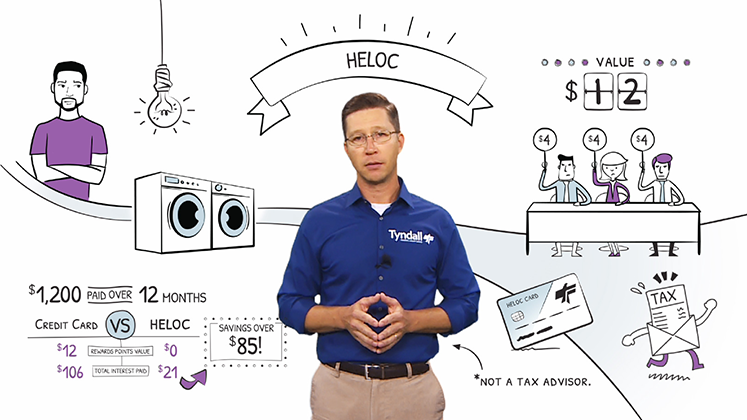 HELOC
VALUE
$12
$4 $4 $4
Tyndall
$1,200 PAID OVER 12 MONTHS
CREDIT CARD VS HELOC
$12 REWARDS POINTS VALUE $0
$106 TOTAL INTEREST PAID $21
SAVINGS OVER
$85!
HELOC CARD
TAX
*NOT A TAX ADVISOR.